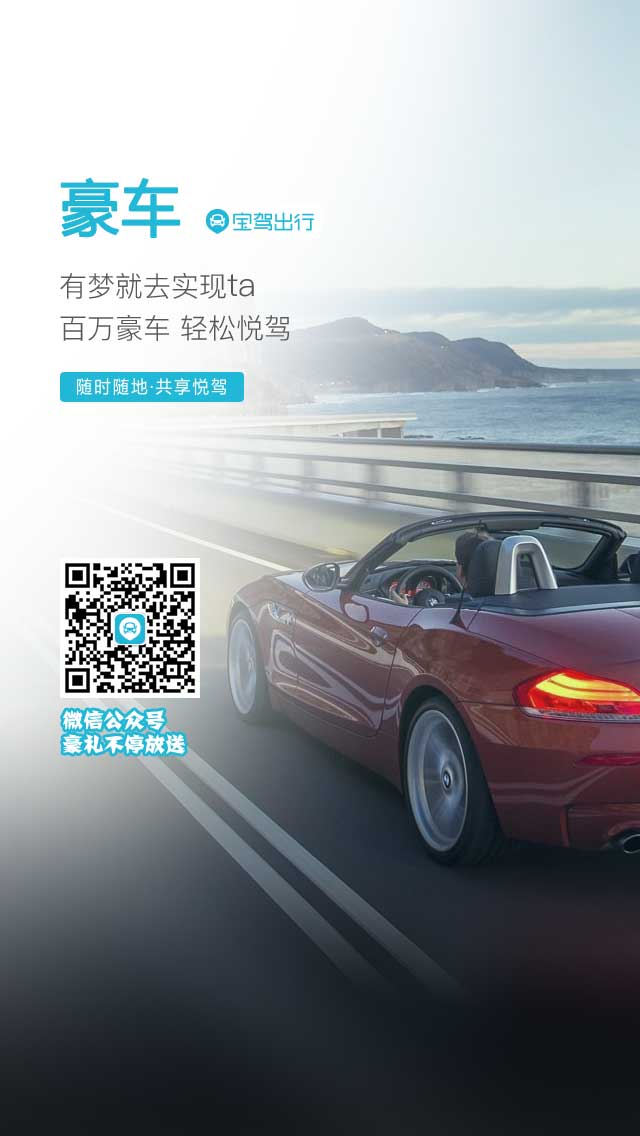 豪车
宝驾出行
有梦就去实现ta
百万豪车 轻松悦驾
随时随地·共享悦驾
微信公众号
豪礼不停放送